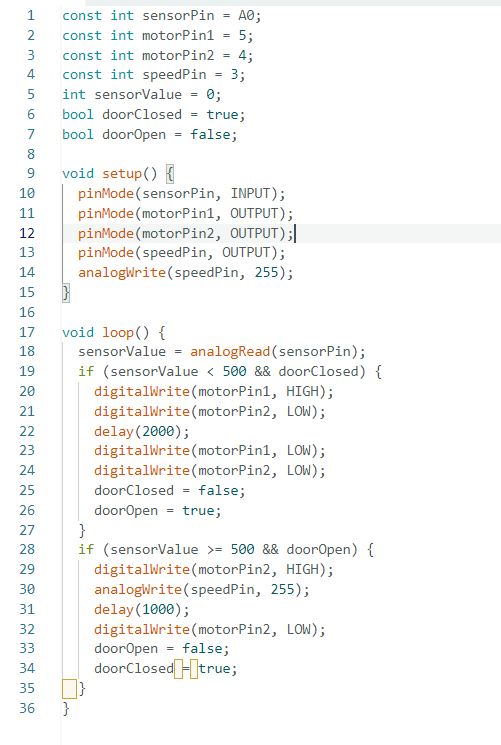 1 const int sensorPin = A0;
2 const int motorPin1 = 5;
3 const int motorPin2 = 4;
4 const int speedPin = 3;
5 int sensorValue = 0;
6 bool doorClosed = true;
7 bool doorOpen = false;
8
9 void setup() {
10   pinMode(sensorPin, INPUT);
11   pinMode(motorPin1, OUTPUT);
12   pinMode(motorPin2, OUTPUT);
13   pinMode(speedPin, OUTPUT);
14   analogWrite(speedPin, 255);
15 }
16
17 void loop() {
18   sensorValue = analogRead(sensorPin);
19   if (sensorValue < 500 && doorClosed) {
20     digitalWrite(motorPin1, HIGH);
21     digitalWrite(motorPin2, LOW);
22     delay(2000);
23     digitalWrite(motorPin1, LOW);
24     digitalWrite(motorPin2, LOW);
25     doorClosed = false;
26     doorOpen = true;
27   }
28   if (sensorValue >= 500 && doorOpen) {
29     digitalWrite(motorPin2, HIGH);
30     analogWrite(speedPin, 255);
31     delay(1000);
32     digitalWrite(motorPin2, LOW);
33     doorOpen = false;
34     doorClosed = true;
35   }
36 }